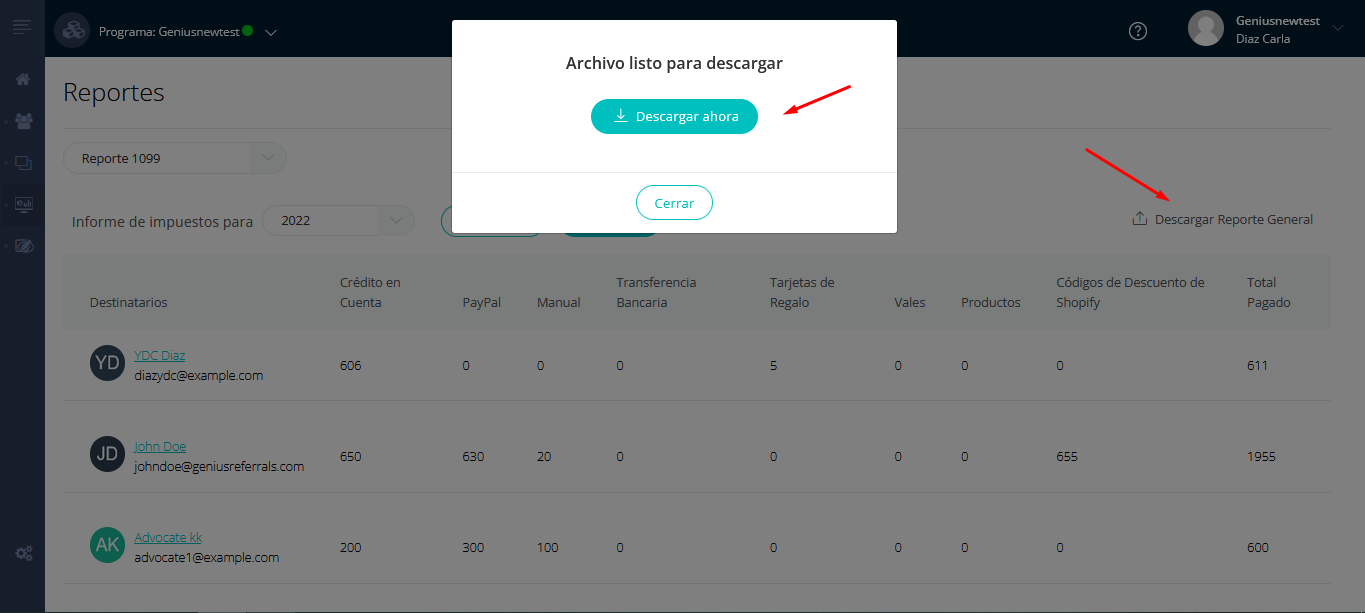 Programa: Geniusnewtest
Geniusnewtest
Diaz Carla
Archivo listo para descargar
Descargar ahora
Cerrar
Reportes
Reporte 1099
Informe de impuestos para
2022
Descargar Reporte General
Destinatarios
Crédito en
Cuenta
PayPal
Manual
Transferencia
Bancaria
Tarjetas de
Regalo
Vales
Productos
Códigos de Descuento de
Shopify
Total
Pagado
YD
YDC Diaz
diazydc@example.com
606
0
0
0
5
0
0
0
611
JD
John Doe
johndoe@geniusreferrals.com
650
630
20
0
0
0
0
655
1955
AK
Advocate kk
advocate1@example.com
200
300
100
0
0
0
0
0
600